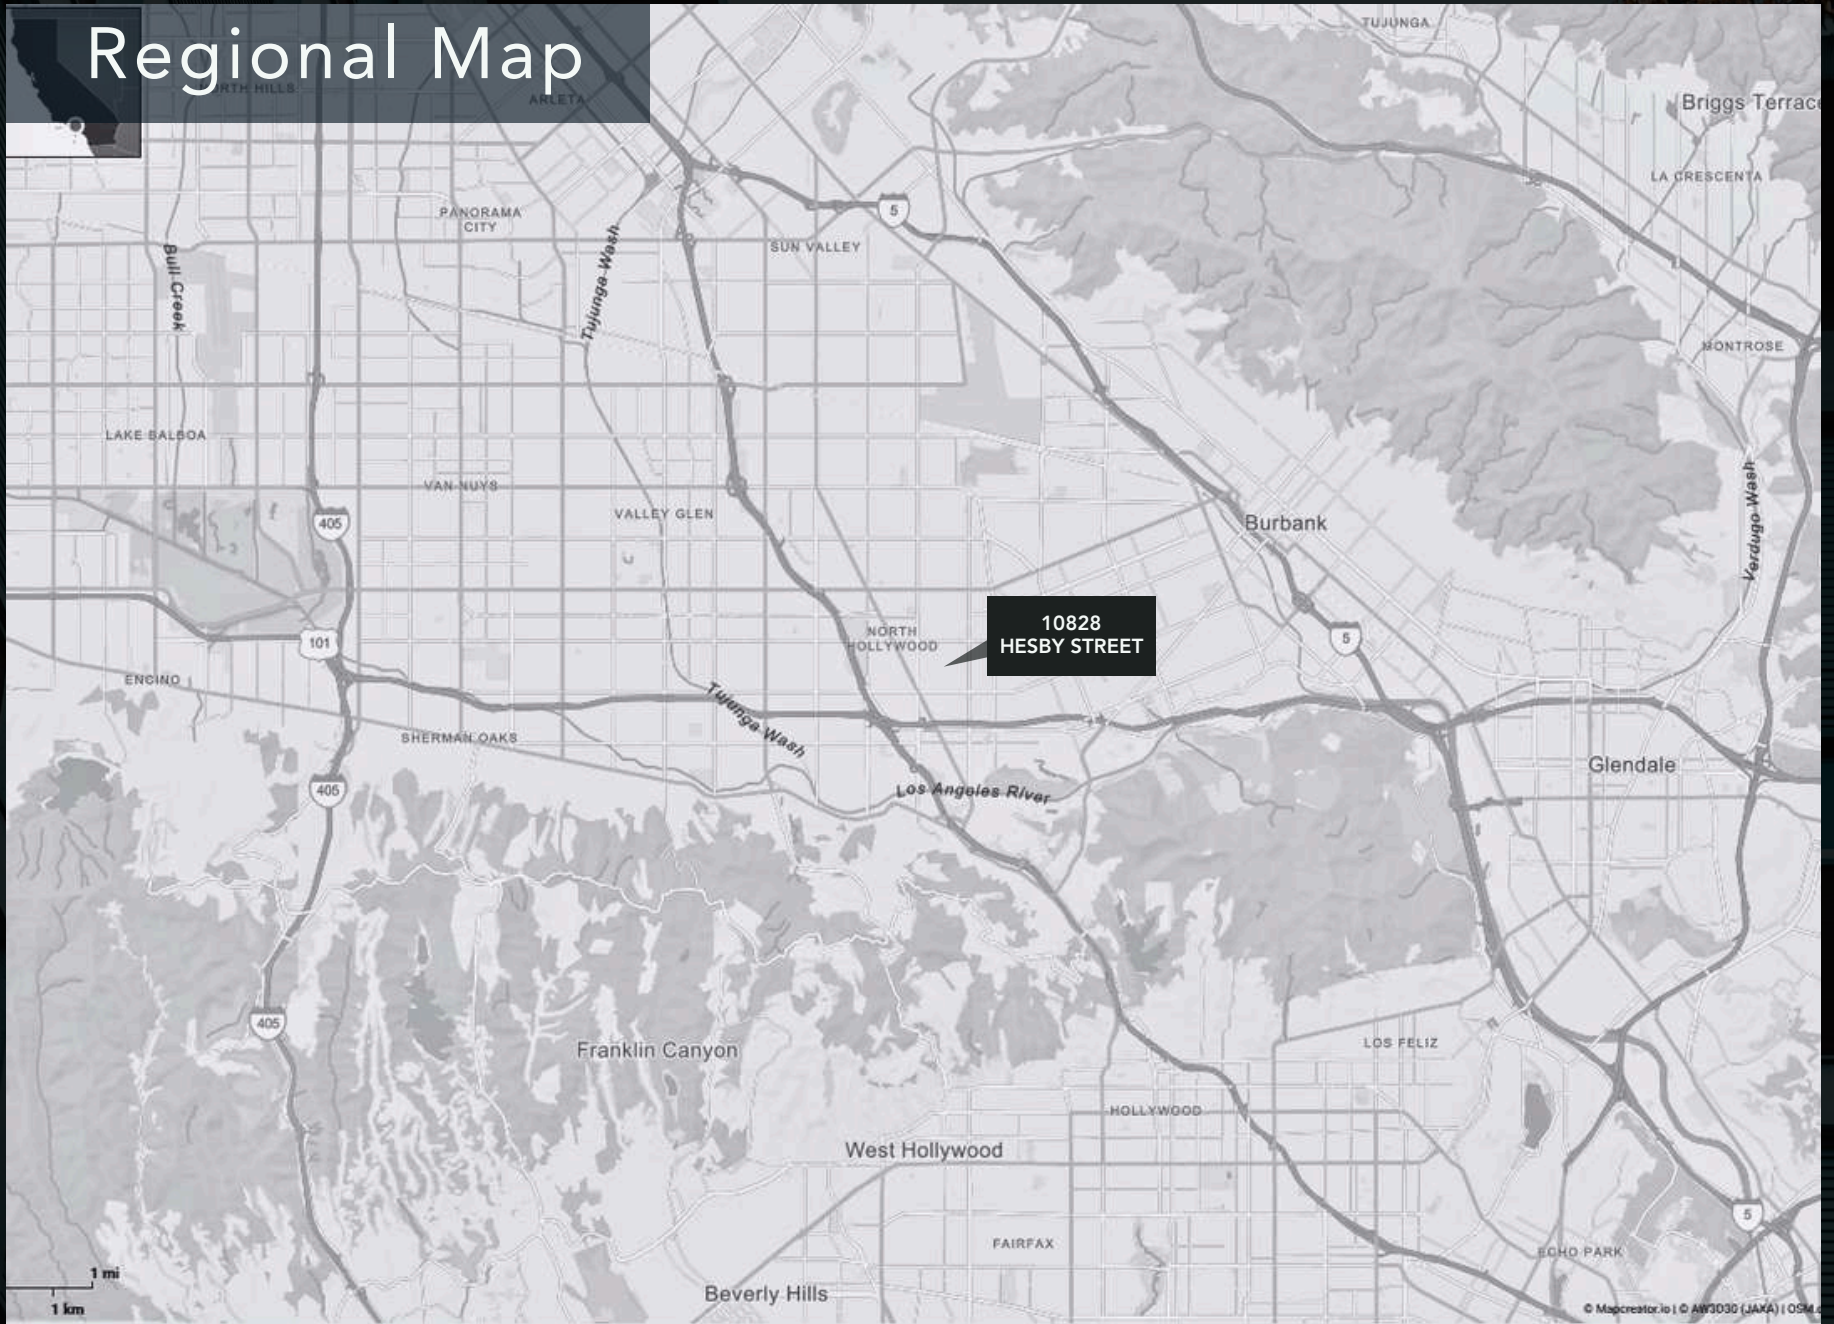 Regional Map
TUJUNGA
ARLETA
Briggs Terrace
LA CRESCENTA
PANORAMA
CITY
5
SUN VALLEY
Bull Creek
Tujunga Wash
MONTROSE
LAKE BALBOA
VAN NUYS
VALLEY GLEN
405
Burbank
Verdugo Wash
10828
HESBY STREET
NORTH
HOLLYWOOD
101
5
ENCINO
Tujunga Wash
SHERMAN OAKS
Glendale
405
Los Angeles River
405
Franklin Canyon
LOS FELIZ
HOLLYWOOD
West Hollywood
5
FAIRFAX
ECHO PARK
1 mi
Beverly Hills
1 km
© Mapcreator.io | © AW3D30 (JAXA) | OSM.